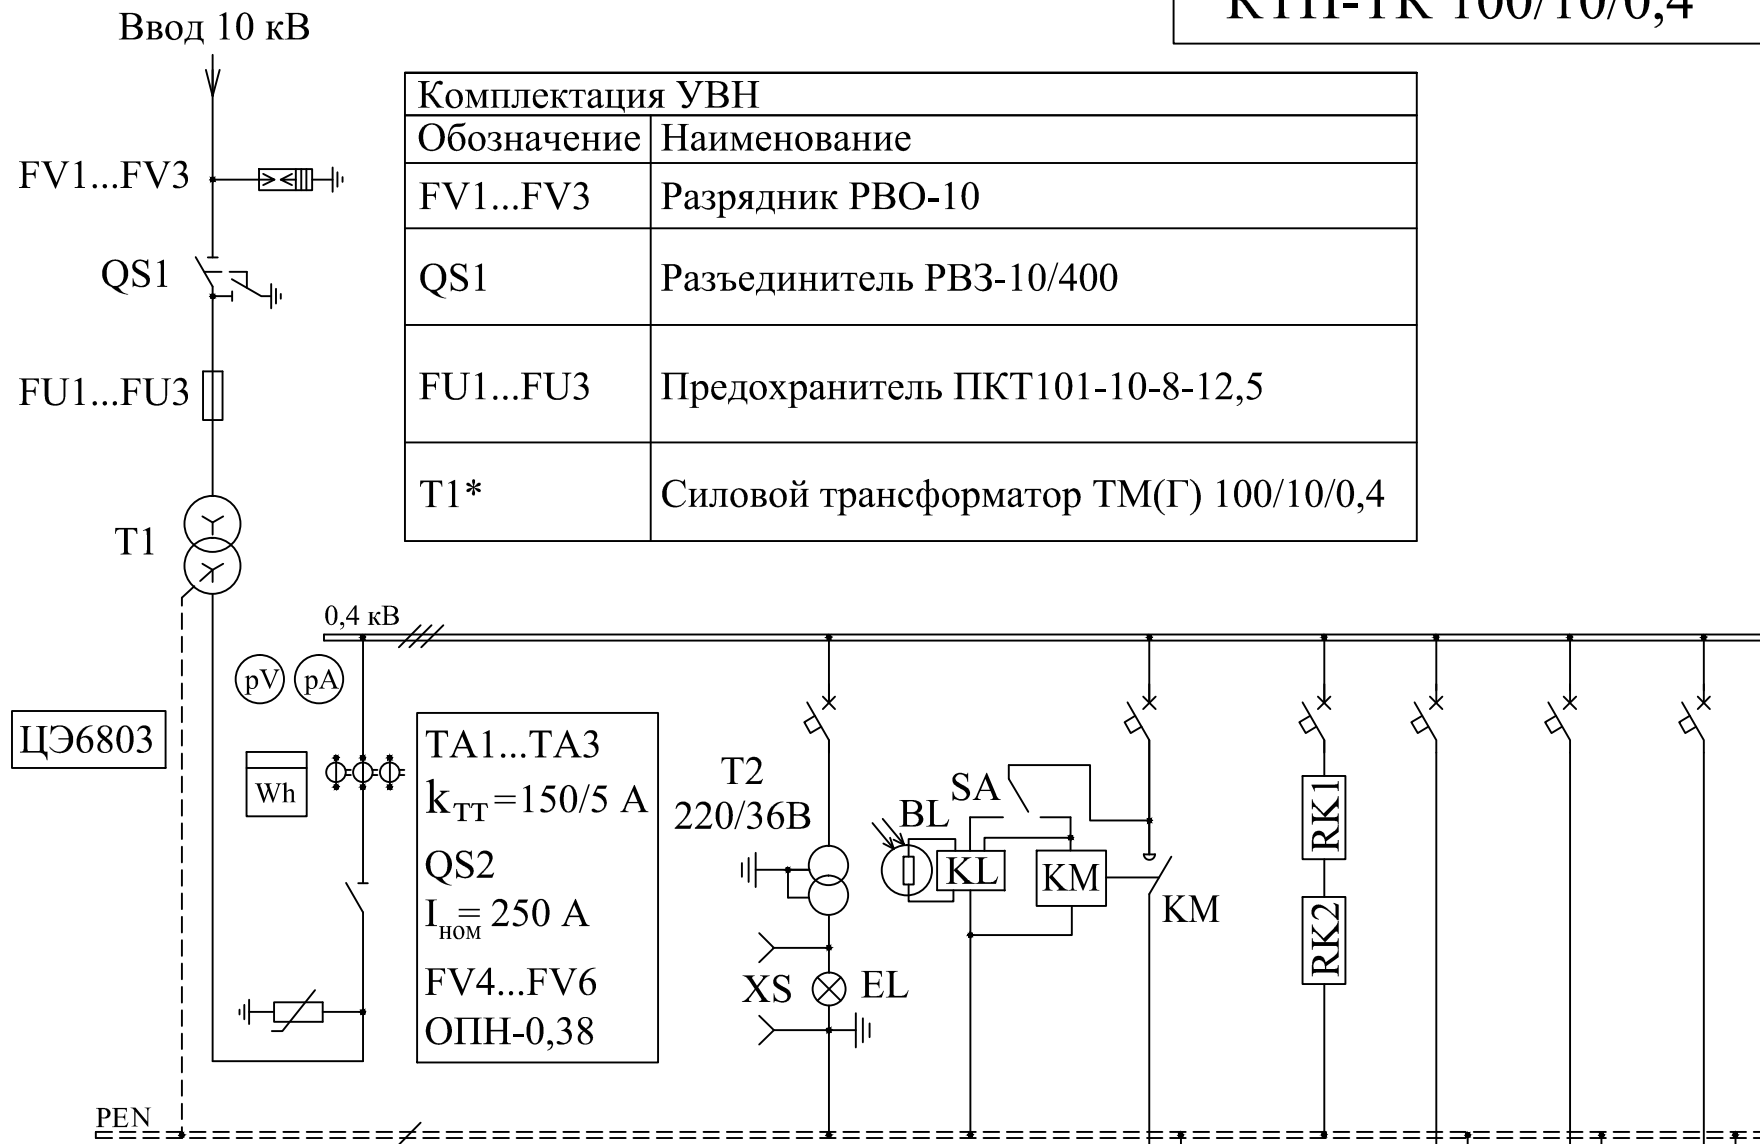 КТП-ТК 100/10/0,4
Ввод 10 кВ
Комплектация УВН
Обозначение Наименование
FV1...FV3
FV1...FV3 Разрядник РВО-10
QS1
QS1 Разъединитель РВЗ-10/400
FU1...FU3
FU1...FU3 Предохранитель ПКТ101-10-8-12,5
T1
T1* Силовой трансформатор ТМ(Г) 100/10/0,4
0,4 кВ
pV pA
ЦЭ6803
Wh
TA1...TA3
kТТ=150/5 А
QS2
Iном= 250 А
FV4...FV6
ОПН-0,38
T2
220/36В
XS
EL
BL
SA
KL
KM
KM
RK1
RK2
PEN